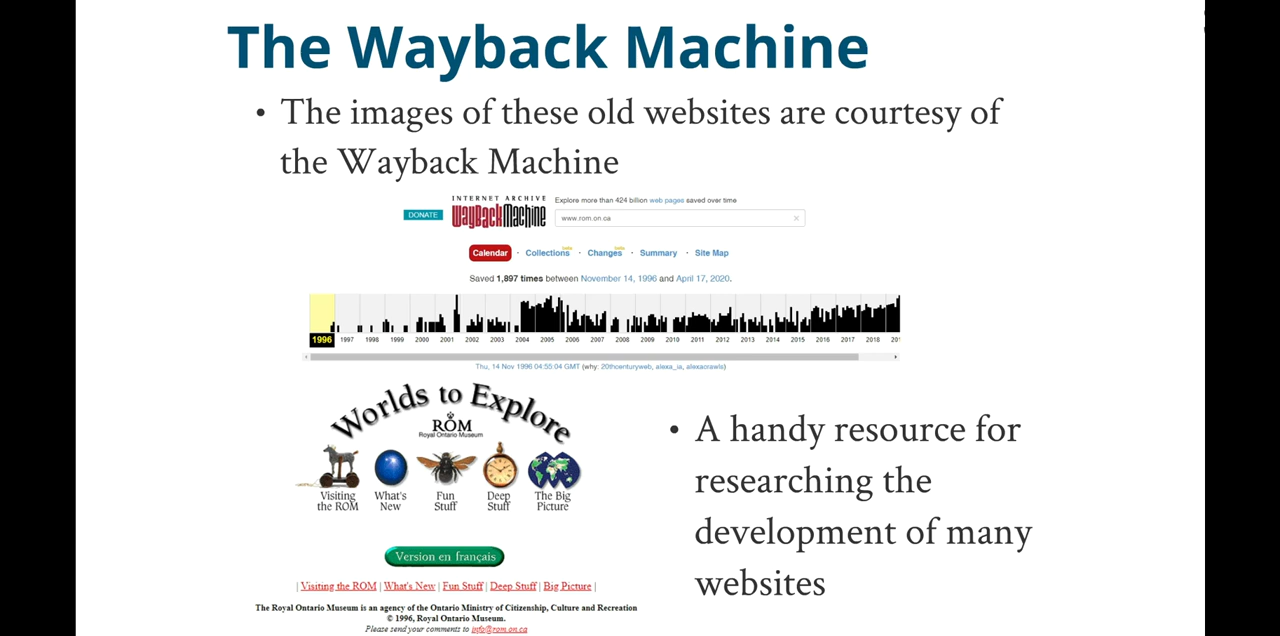 The Wayback Machine
• The images of these old websites are courtesy of
the Wayback Machine
INTERNET ARCHIVE
WayBackMachine
DONATE
Explore more than 424 billion web pages saved over time
www.rom.on.ca ×
Calendar · Collections beta · Changes beta · Summary · Site Map
Saved 1,897 times between November 14, 1996 and April 17, 2020.
1996 1997 1998 1999 2000 2001 2002 2003 2004 2005 2006 2007 2008 2009 2010 2011 2012 2013 2014 2015 2016 2017 2018
Thu, 14 Nov 1996 04:55:04 GMT (why: 20thcenturyweb, alexa_ia, alexacrawls)
Worlds to Explore
ROM
Royal Ontario Museum
Visiting the ROM
What's New
Fun Stuff
Deep Stuff
The Big Picture
Version en français
| Visiting the ROM | What's New | Fun Stuff | Deep Stuff | Big Picture |
The Royal Ontario Museum is an agency of the Ontario Ministry of Citizenship, Culture and Recreation
© 1996, Royal Ontario Museum.
Please send your comments to info@rom.on.ca
• A handy resource for
researching the
development of many
websites